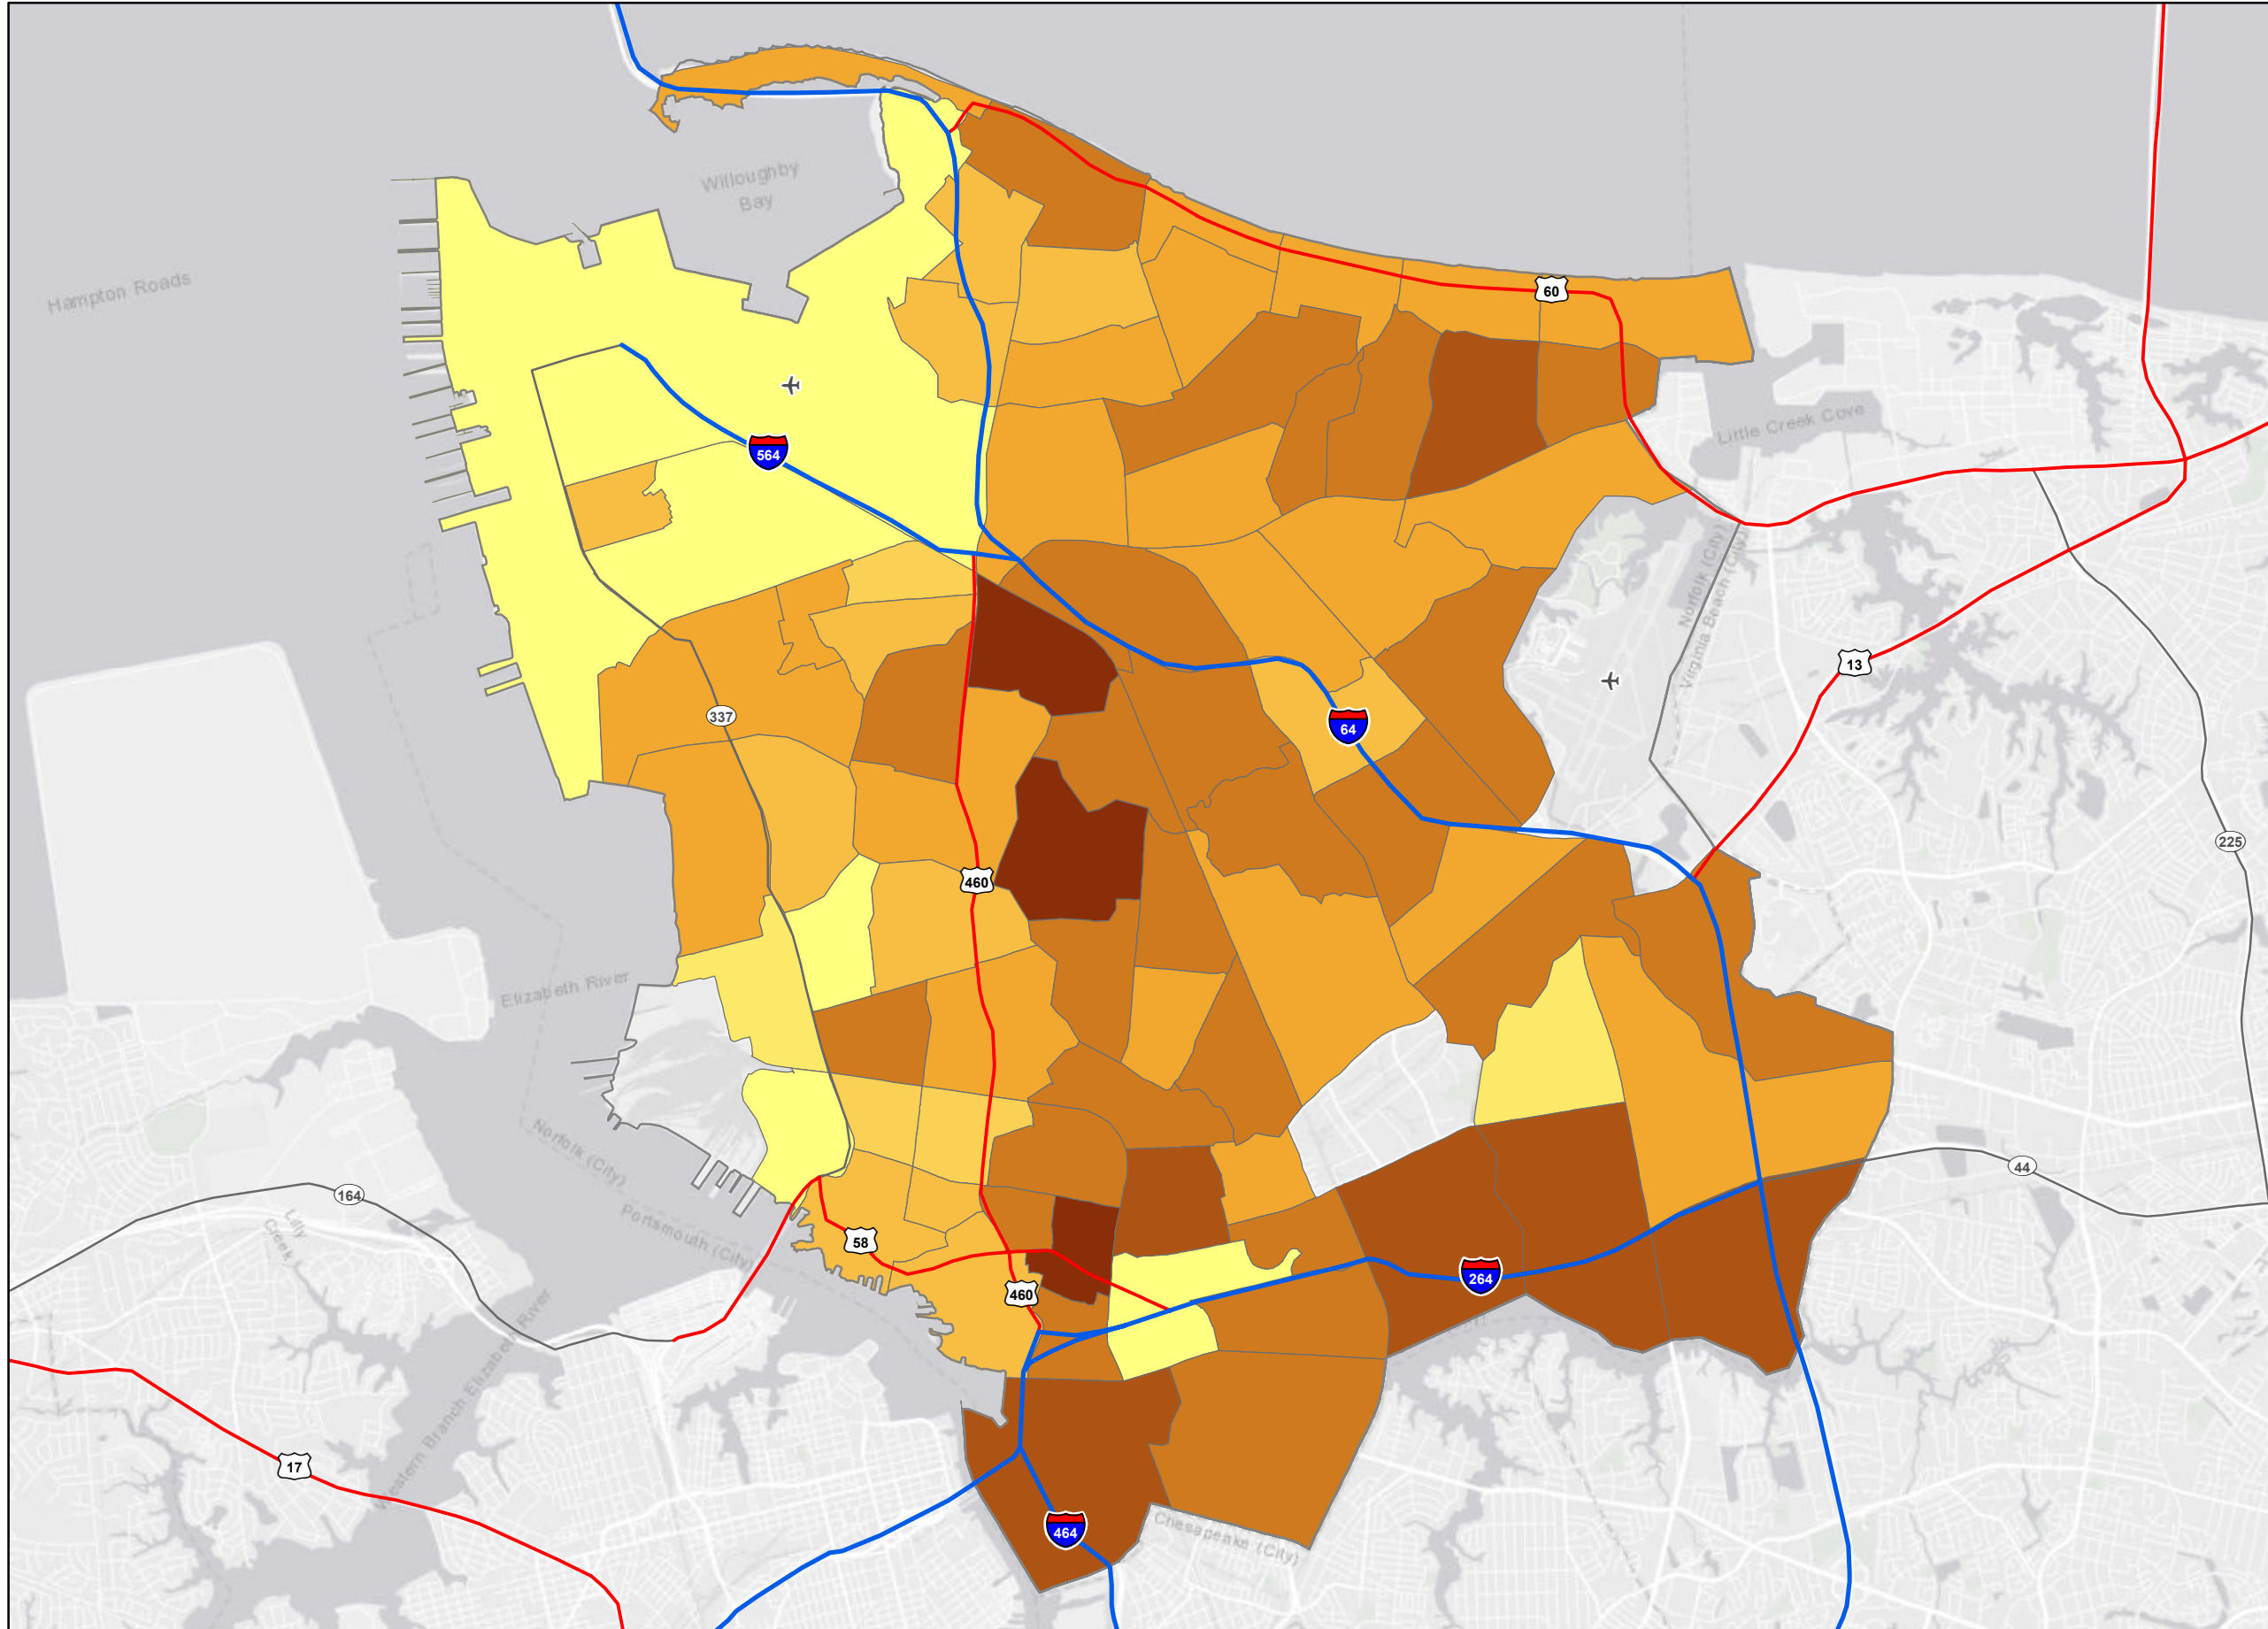 Willoughby
Bay
Hampton Roads
60
Little Creek Cove
564
Norfolk (City)
Virginia Beach (City)
13
337
64
225
460
Elizabeth River
Norfolk (City)
44
164
Lilly
Creek
Portsmouth (City)
58
264
460
Western Branch Elizabeth River
17
464
Chesapeake (City)